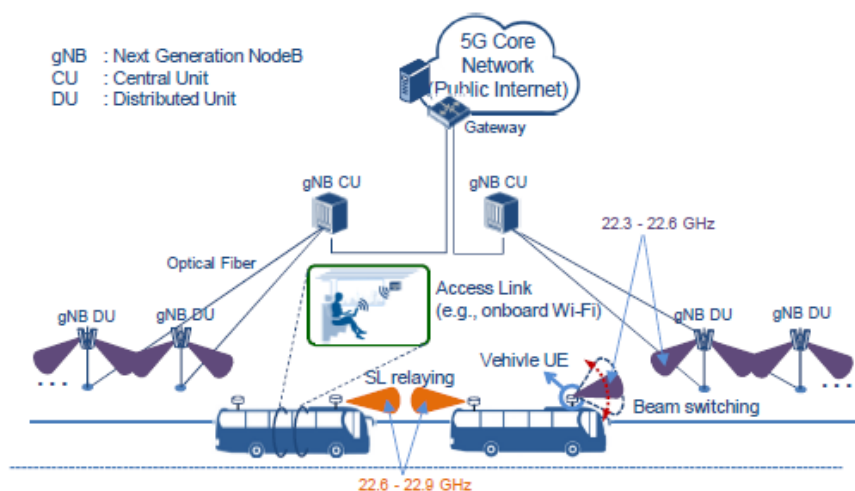 gNB : Next Generation NodeB
CU : Central Unit
DU : Distributed Unit
5G Core
Network
(Public Internet)
Gateway
gNB CU
gNB CU
22.3 - 22.6 GHz
Optical Fiber
Access Link
(e.g., onboard Wi-Fi)
gNB DU
gNB DU
gNB DU
gNB DU
Vehivle UE
SL relaying
Beam switching
22.6 - 22.9 GHz